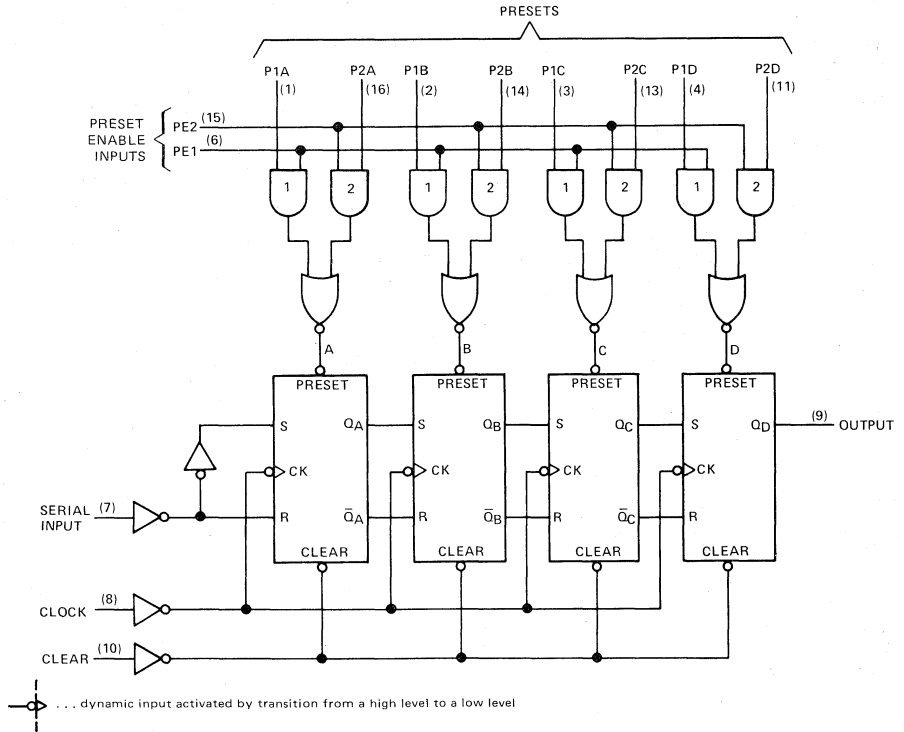 PRESETS
P1A P2A P1B P2B P1C P2C P1D P2D
(1) (16) (2) (14) (3) (13) (4) (11)
PRESET
ENABLE
INPUTS
PE2 (15)
PE1 (6)
1 2 1 2 1 2 1 2
A B C D
PRESET PRESET PRESET PRESET
S QA S QB S QC S QD (9) OUTPUT
CK CK CK CK
SERIAL
INPUT (7)
R Q̅A R Q̅B R Q̅C R
CLEAR CLEAR CLEAR CLEAR
CLOCK (8)
CLEAR (10)
... dynamic input activated by transition from a high level to a low level